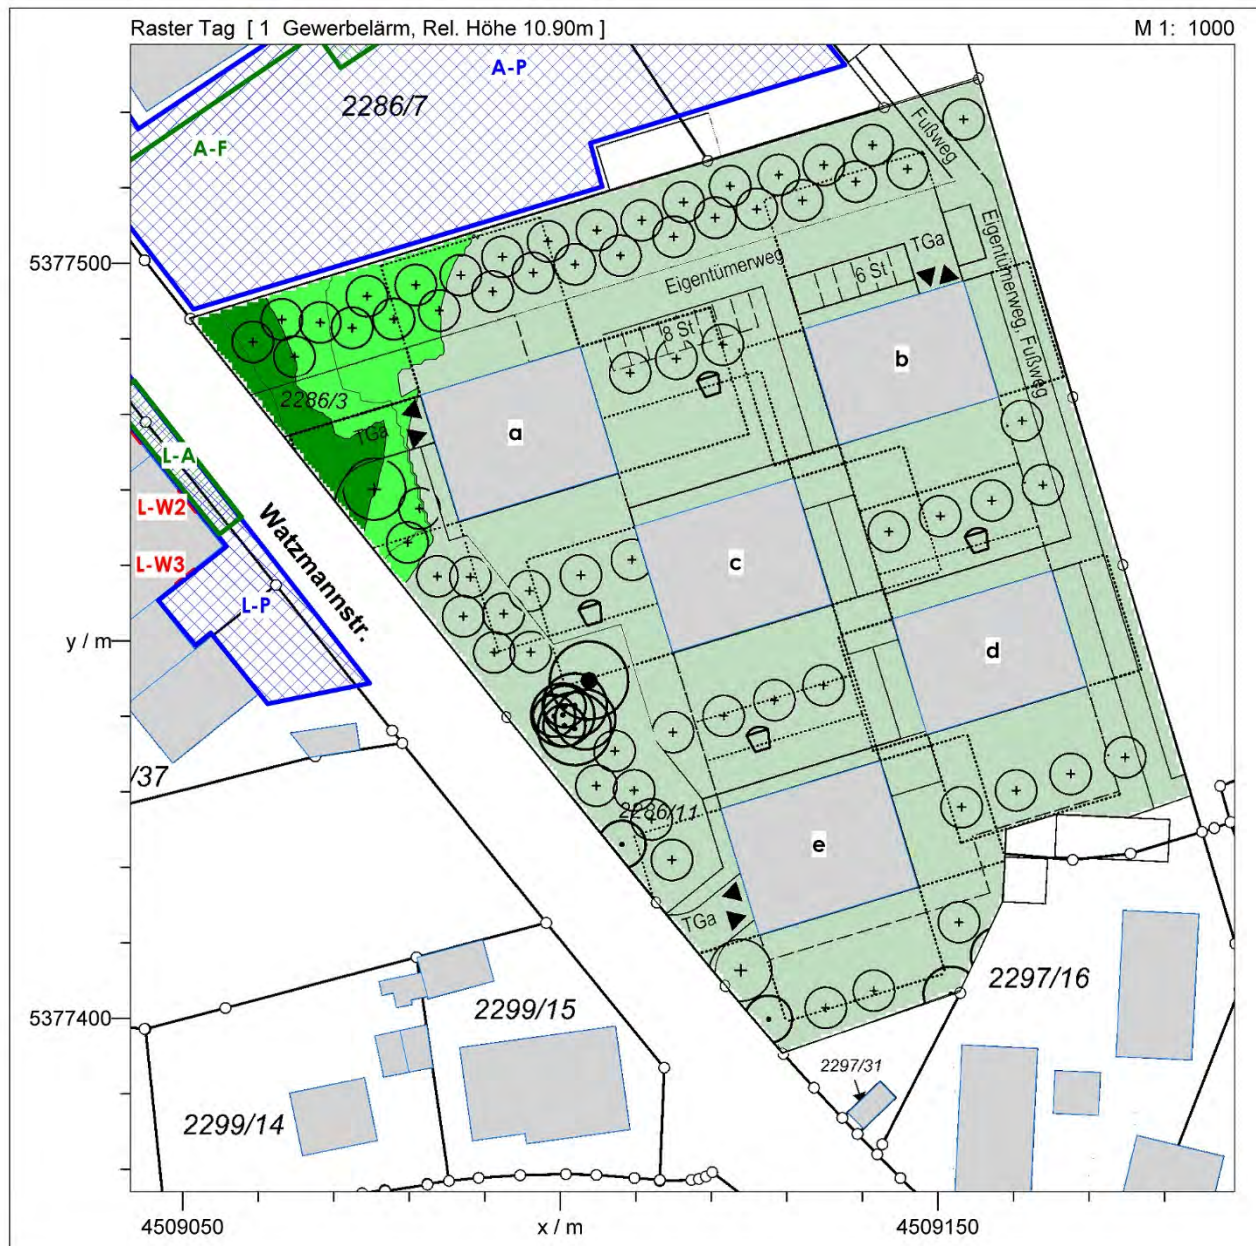 Raster Tag [ 1 Gewerbelärm, Rel. Höhe 10.90m ]
M 1: 1000
A-P
2286/7
A-F
Fußweg
Eigentümerweg, Fußweg
TGa
6 St
Eigentümerweg
5377500
8 St
b
2286/3
a
TGa
L-A
L-W2
Watzmannstr.
L-W3
c
L-P
y / m
d
/37
2286/11
e
TGa
2297/16
2299/15
5377400
2297/31
2299/14
4509050
x / m
4509150